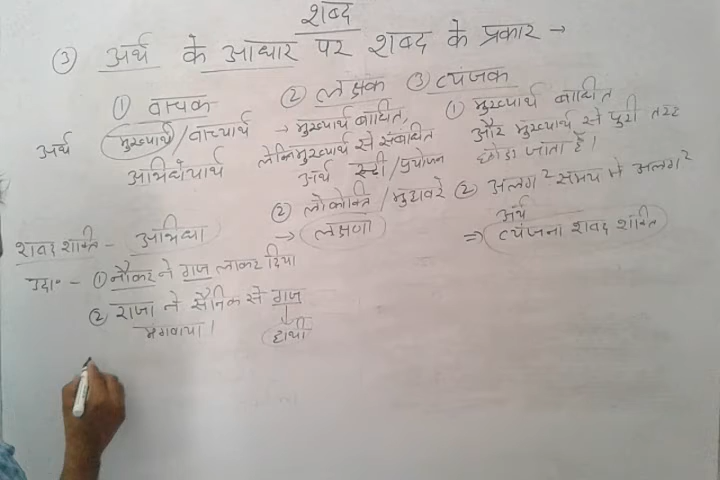 शब्द
③ अर्थ के आधार पर शब्द के प्रकार →
① वाचक ② लक्षक ③ व्यंजक
अर्थ मुख्यार्थ / वाच्यार्थ
अभिधेयार्थ
→ मुख्यार्थ बाधित,
लेकिन मुख्यार्थ से संबंधित
अर्थ रूढ़ी / प्रयोजन
② लोकोक्ति / मुहावरे
① मुख्यार्थ बाधित
और मुख्यार्थ से पुरी तरह
छोडा जाता है।
② अलग² समय मे अलग²
अर्थ
शब्द शक्ति - अभिधा → लक्षणा ⇒ व्यंजना शब्द शक्ति
उदा॰ - ① नौकर ने गज लाकर दिया
② राजा ने सैनिक से गज
मंगवाया।
↓
हाथी